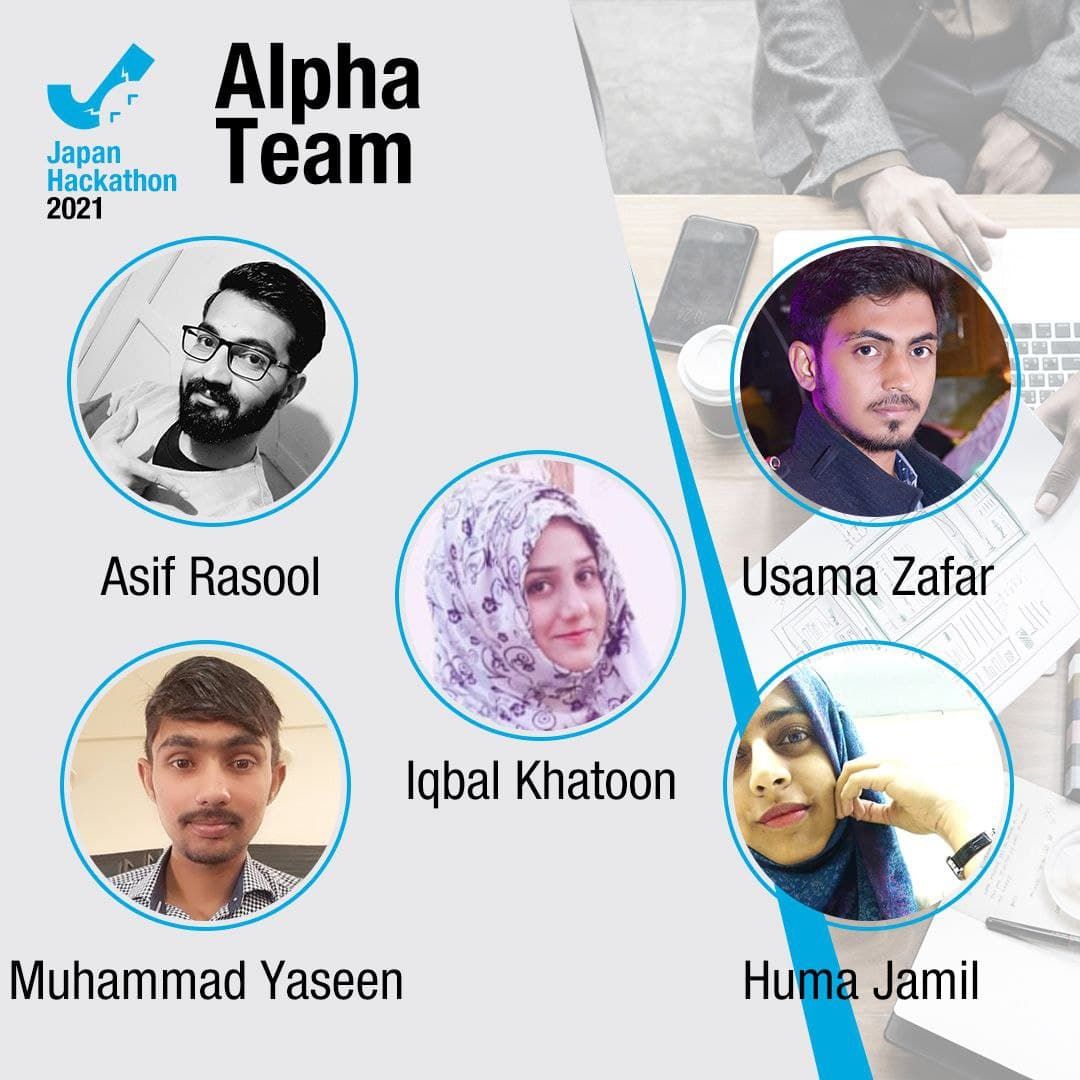 Japan
Hackathon
2021
Alpha
Team
Asif Rasool
Usama Zafar
Iqbal Khatoon
Muhammad Yaseen
Huma Jamil